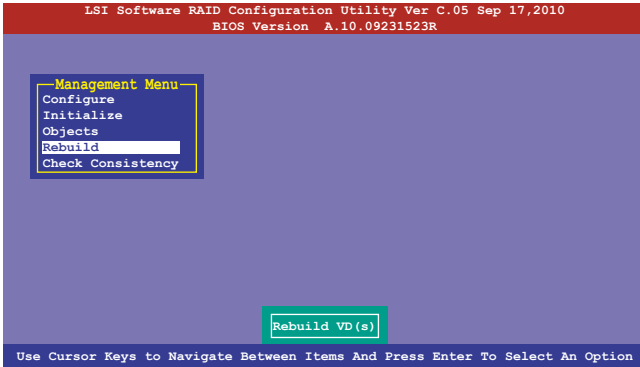 LSI Software RAID Configuration Utility Ver C.05 Sep 17,2010
BIOS Version A.10.09231523R
Management Menu
Configure
Initialize
Objects
Rebuild
Check Consistency
Rebuild VD(s)
Use Cursor Keys to Navigate Between Items And Press Enter To Select An Option